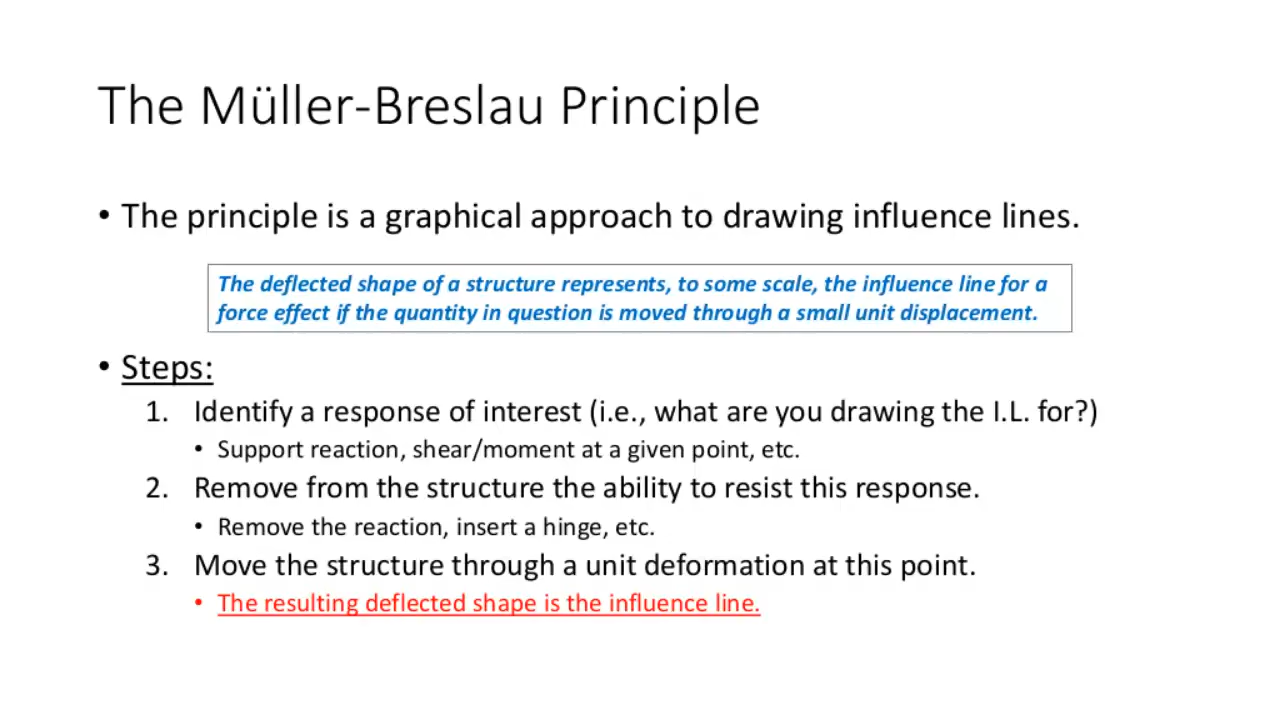 The Müller-Breslau Principle
• The principle is a graphical approach to drawing influence lines.
The deflected shape of a structure represents, to some scale, the influence line for a
force effect if the quantity in question is moved through a small unit displacement.
• Steps:
1. Identify a response of interest (i.e., what are you drawing the I.L. for?)
• Support reaction, shear/moment at a given point, etc.
2. Remove from the structure the ability to resist this response.
• Remove the reaction, insert a hinge, etc.
3. Move the structure through a unit deformation at this point.
• The resulting deflected shape is the influence line.